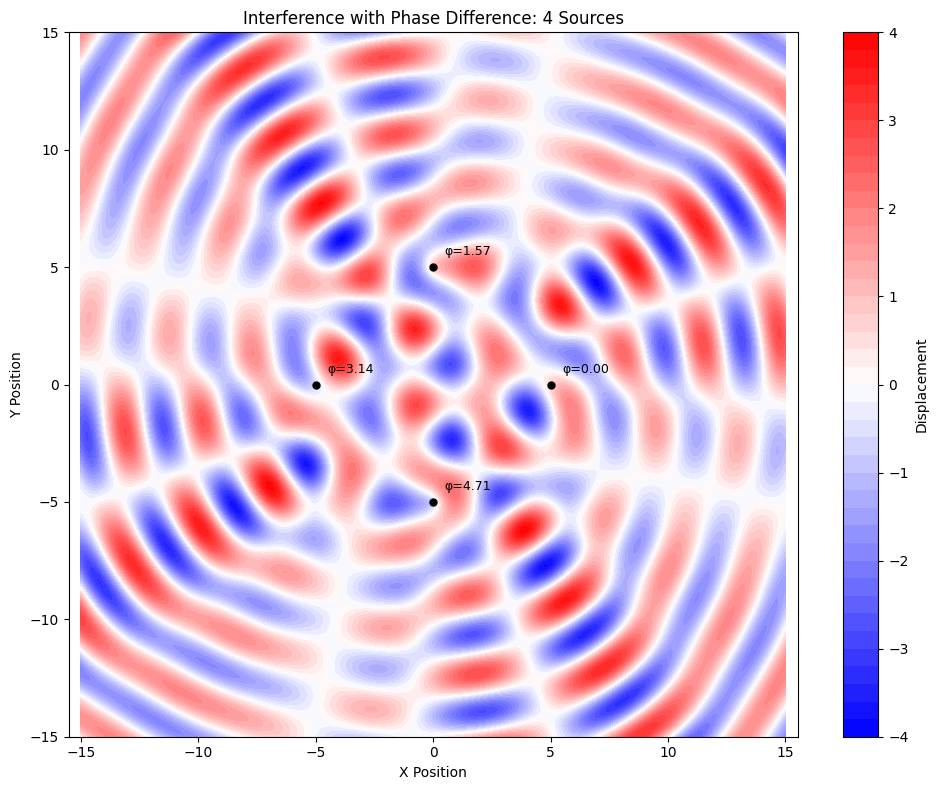 Interference with Phase Difference: 4 Sources
Y Position
15
10
5
0
−5
−10
−15
φ=1.57
φ=3.14
φ=0.00
φ=4.71
−15
−10
−5
0
5
10
15
X Position
4
3
2
1
0
−1
−2
−3
−4
Displacement